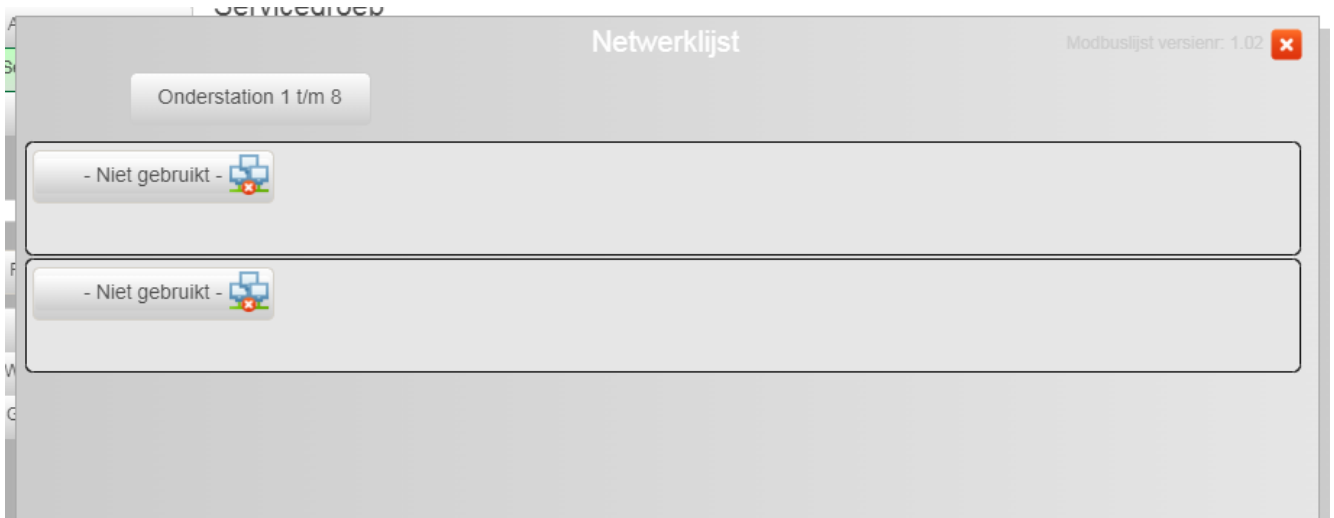 Servicegroep
Netwerklijst
Modbuslijst versienr: 1.02
Onderstation 1 t/m 8
- Niet gebruikt -
- Niet gebruikt -